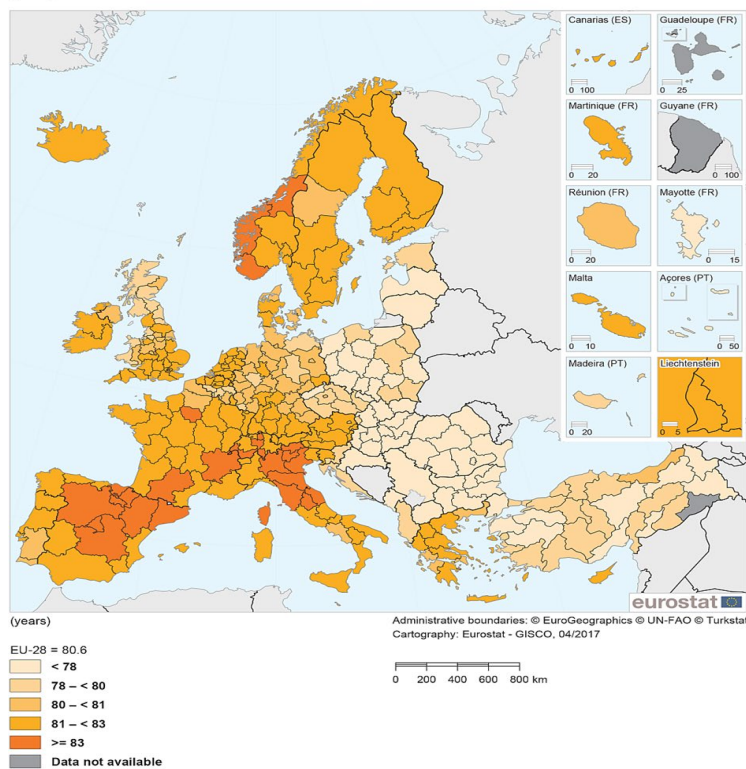 Canarias (ES)
0 100
Guadeloupe (FR)
0 25
Martinique (FR)
0 20
Guyane (FR)
0 100
Réunion (FR)
0 20
Mayotte (FR)
0 15
Malta
0 10
Açores (PT)
0 50
Madeira (PT)
0 20
Liechtenstein
0 5
eurostat
(years)
Administrative boundaries: © EuroGeographics © UN-FAO © Turkstat
Cartography: Eurostat - GISCO, 04/2017
EU-28 = 80.6
< 78
78 – < 80
80 – < 81
81 – < 83
>= 83
Data not available
0 200 400 600 800 km